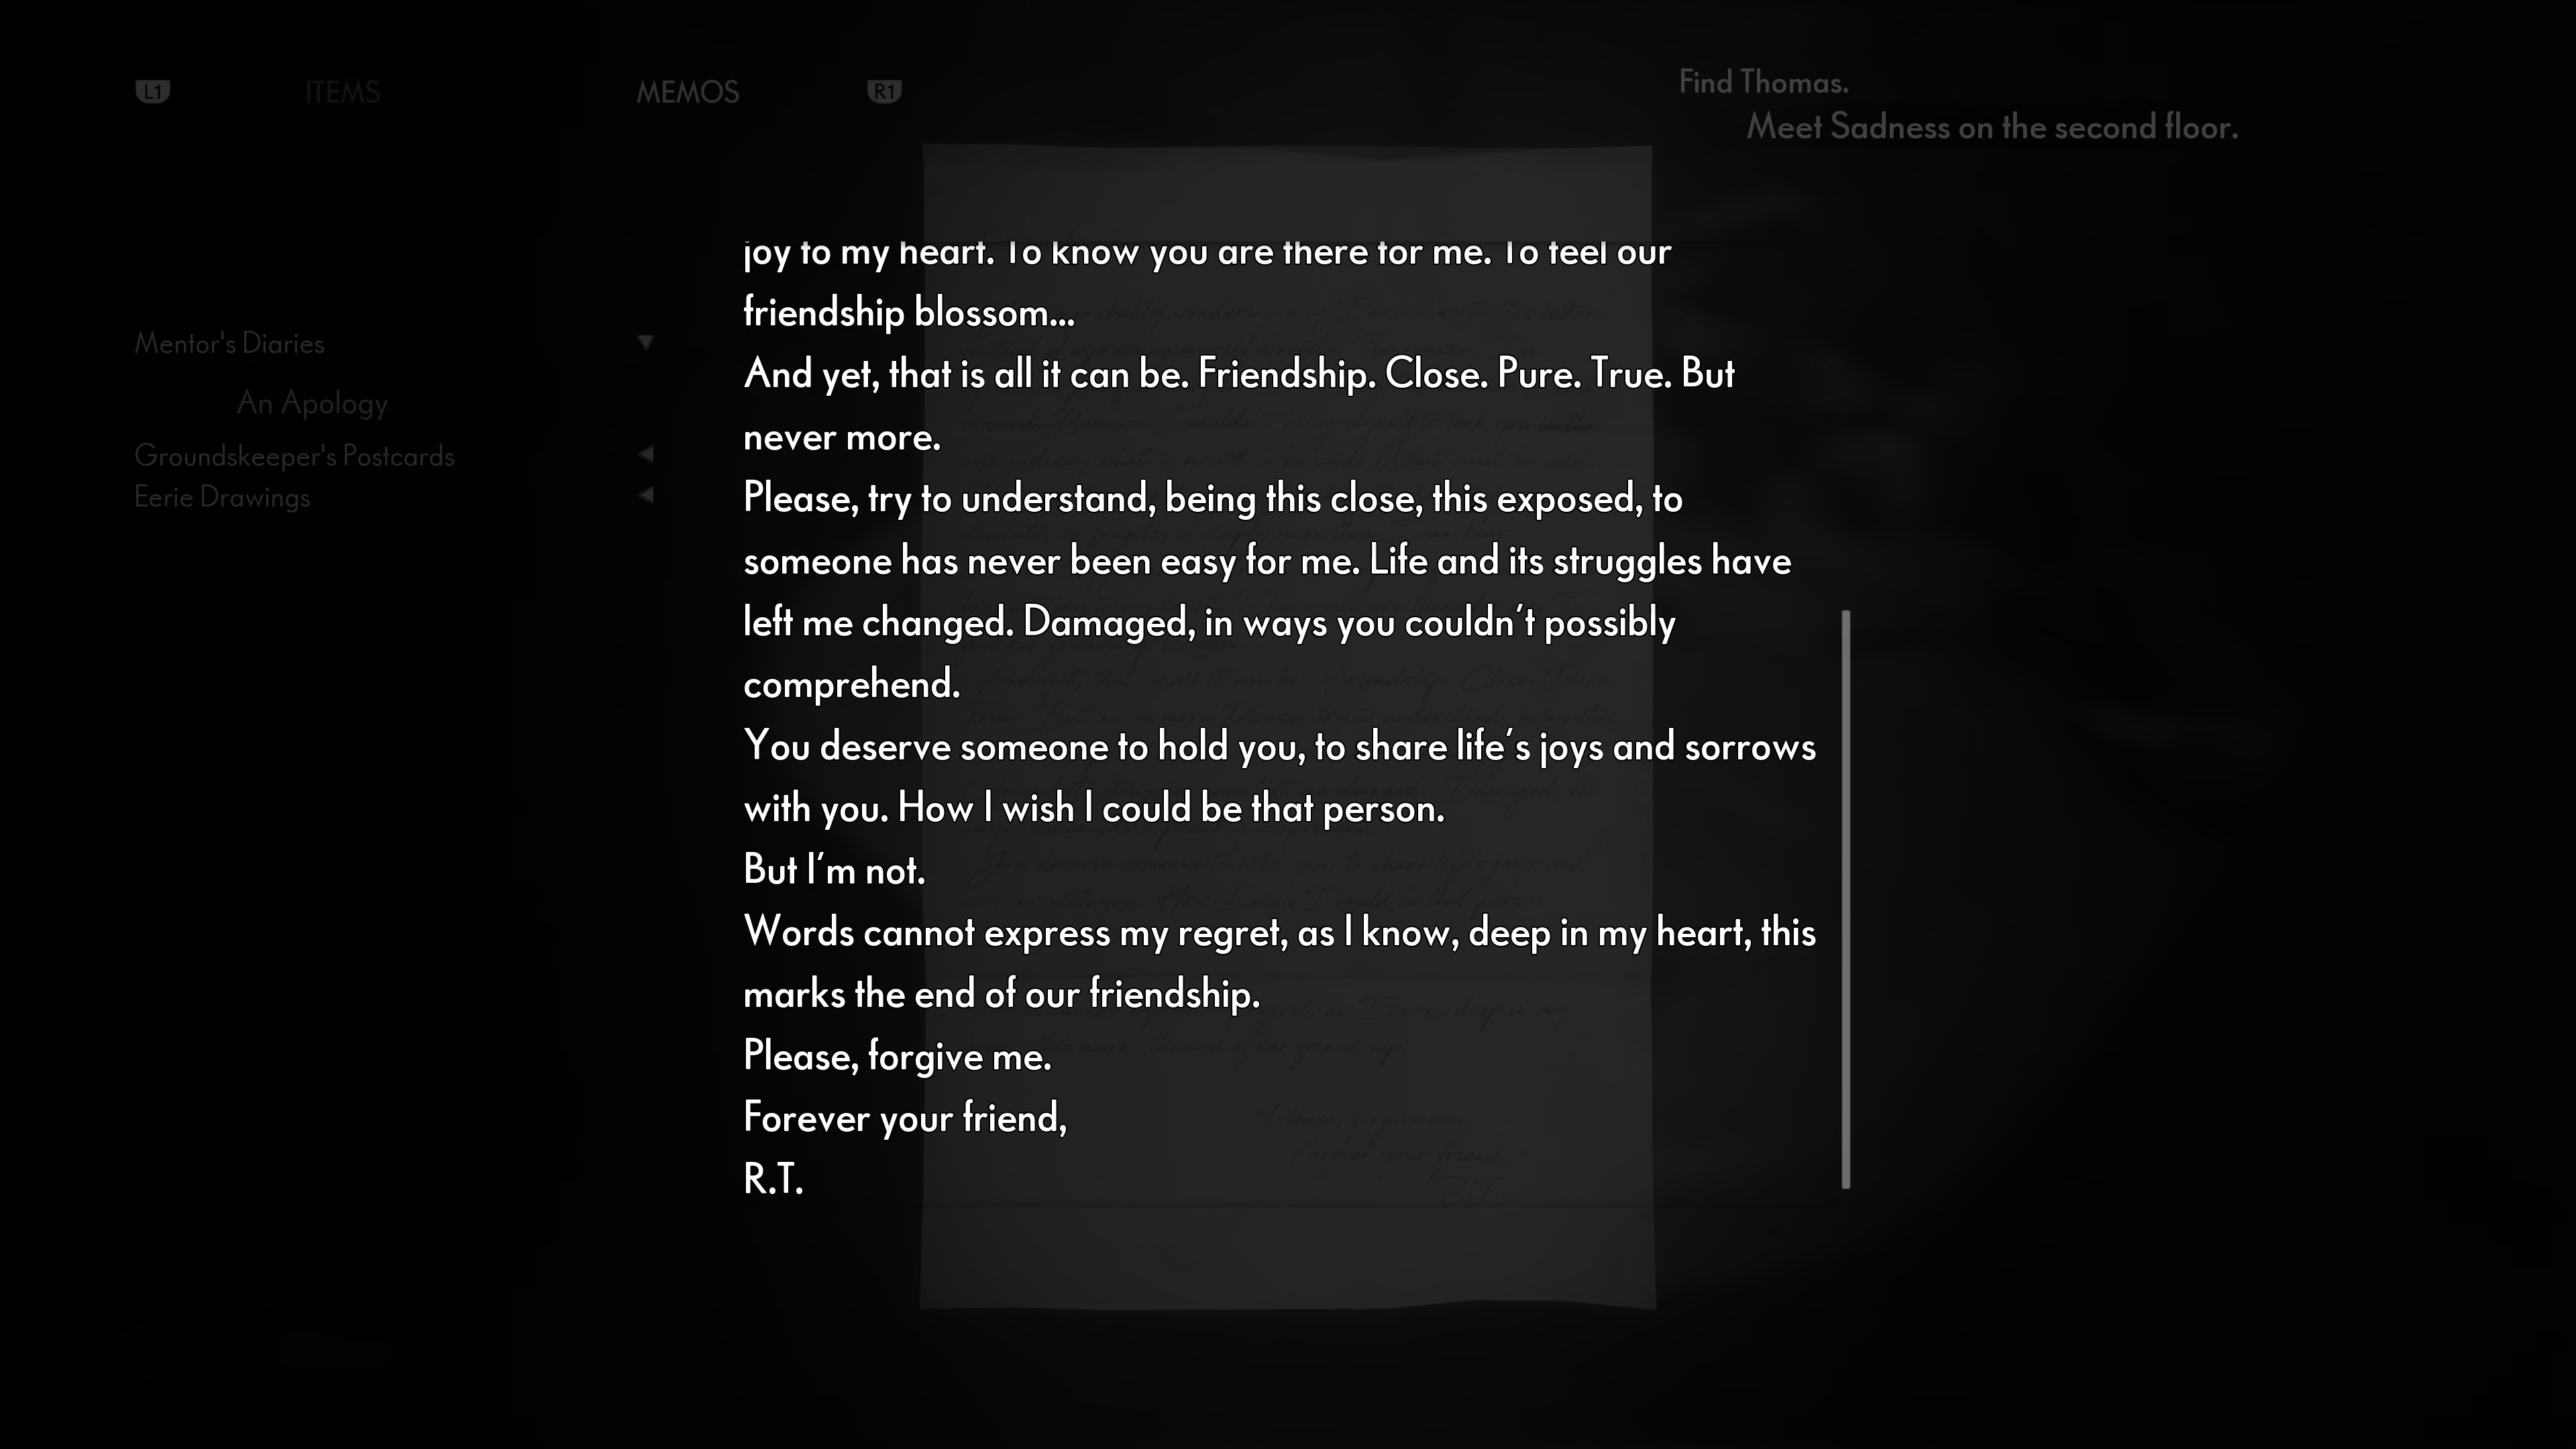 L1 ITEMS MEMOS R1
Find Thomas.
Meet Sadness on the second floor.
Mentor's Diaries
An Apology
Groundskeeper's Postcards
Eerie Drawings
joy to my heart. To know you are there for me. To feel our
friendship blossom...
And yet, that is all it can be. Friendship. Close. Pure. True. But
never more.
Please, try to understand, being this close, this exposed, to
someone has never been easy for me. Life and its struggles have
left me changed. Damaged, in ways you couldn't possibly
comprehend.
You deserve someone to hold you, to share life's joys and sorrows
with you. How I wish I could be that person.
But I'm not.
Words cannot express my regret, as I know, deep in my heart, this
marks the end of our friendship.
Please, forgive me.
Forever your friend,
R.T.